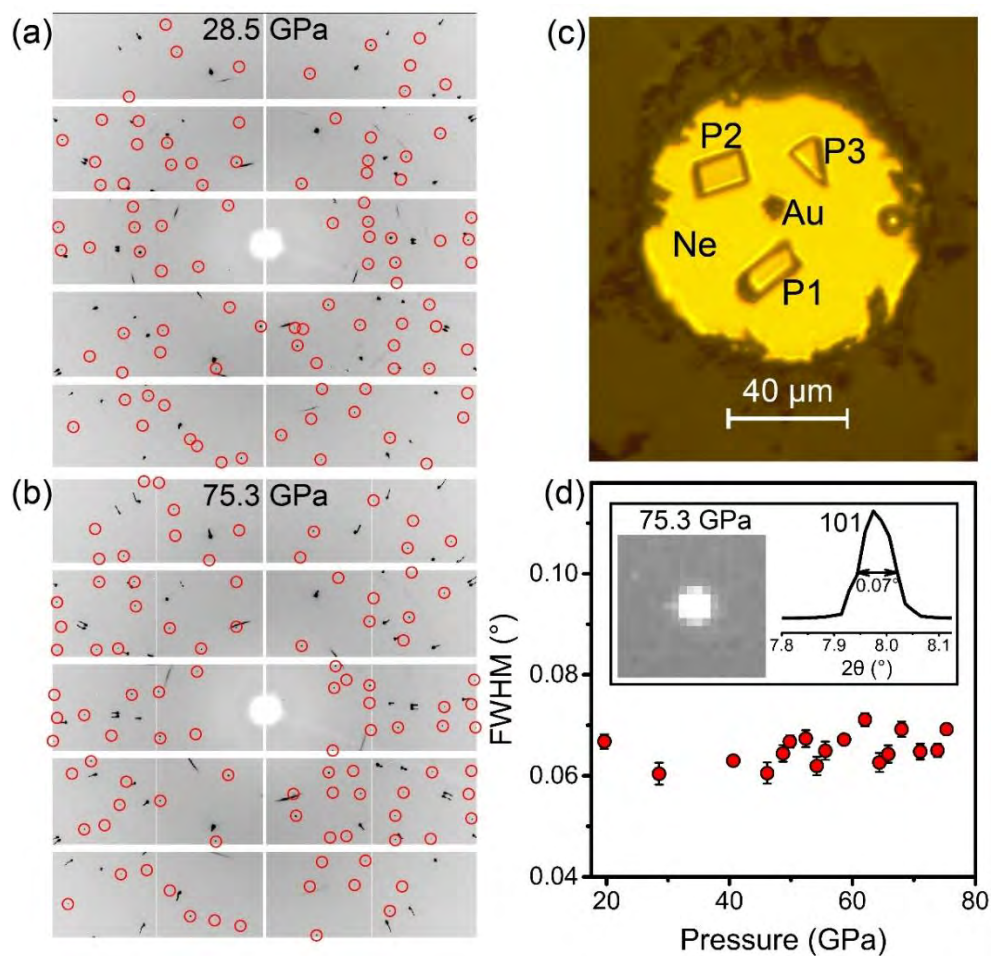 (a)
28.5 GPa
(b)
75.3 GPa
(c)
P2
P3
Au
Ne
P1
40 μm
(d)
75.3 GPa
101
0.07°
7.8 7.9 8.0 8.1
2θ (°)
0.10
0.08
0.06
0.04
FWHM (°)
20 40 60 80
Pressure (GPa)